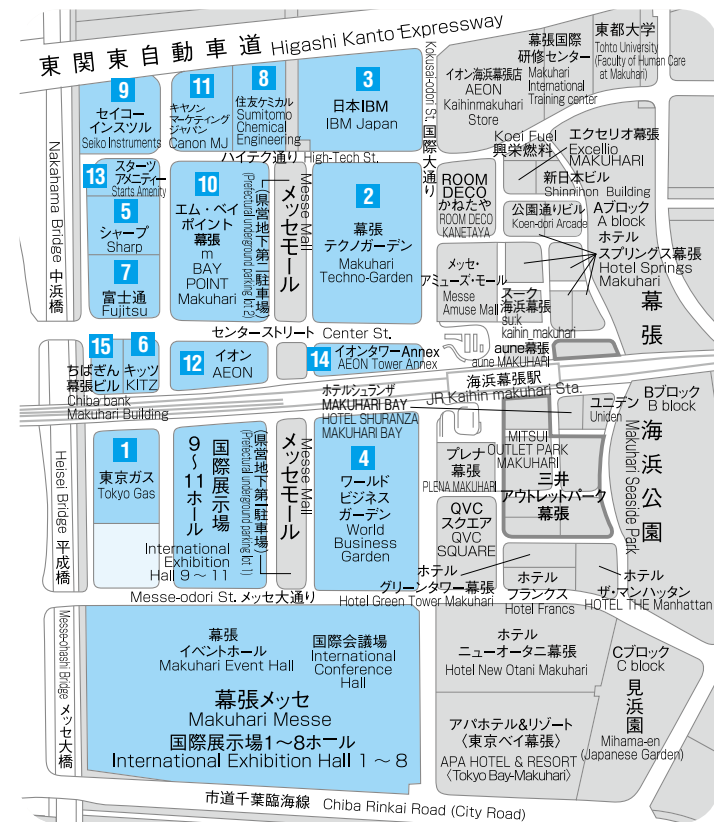 東関東自動車道 Higashi Kanto Expressway
東都大学
Tohto University
(Faculty of Human Care
at Makuhari)
幕張国際
研修センター
Makuhari
International
Training center
イオン海浜幕張店
AEON
Kaihinmakuhari
Store
Kokusai-odori St. 国際大通り
9
セイコー
インスツル
Seiko Instruments
11
キヤノン
マーケティング
ジャパン
Canon MJ
8
住友ケミカル
Sumitomo
Chemical
Engineering
3
日本IBM
IBM Japan
Koei Fuel
興栄燃料
エクセリオ幕張
Excellio
MAKUHARI
新日本ビル
Shinnihon Building
ハイテク通り High-Tech St.
Nakahama Bridge 中浜橋
13
スターツ
アメニティー
Starts Amenity
5
シャープ
Sharp
7
富士通
Fujitsu
10
エム・ベイ
ポイント
幕張
m
BAY
POINT
Makuhari
(県営地下第二駐車場)
(Prefectural underground parking lot 2)
メッセモール
Messe Mall
2
幕張
テクノガーデン
Makuhari
Techno-Garden
ROOM
DECO
かねたや
ROOM DECO
KANETAYA
公園通りビル
Koen-dori Arcade
Aブロック
A block
ホテル
スプリングス幕張
Hotel Springs
Makuhari
メッセ・
アミューズ・モール
Messe
Amuse Mall
スーク
海浜幕張
su:k
kaihin makuhari
aune幕張
aune MAKUHARI
センターストリート Center St.
15
ちばぎん
幕張ビル
Chiba bank
Makuhari Building
6
キッツ
KITZ
12
イオン
AEON
14
イオンタワーAnnex
AEON Tower Annex
海浜幕張駅
JR Kaihin makuhari Sta.
ホテルシュランザ
MAKUHARI BAY
HOTEL SHURANZA
MAKUHARI BAY
ユニデン
Uniden
Bブロック
B block
幕張海浜公園
Makuhari Seaside Park
Heisei Bridge 平成橋
1
東京ガス
Tokyo Gas
国際展示場
9～11ホール
International
Exhibition
Hall 9～11
(県営地下第一駐車場)
(Prefectural underground parking lot 1)
メッセモール
Messe Mall
4
ワールド
ビジネス
ガーデン
World
Business
Garden
プレナ
幕張
PLENA MAKUHARI
MITSUI
OUTLET PARK
MAKUHARI
三井
アウトレットパーク
幕張
QVC
スクエア
QVC
SQUARE
ホテル
グリーンタワー幕張
Hotel Green Tower Makuhari
ホテル
フランクス
Hotel Francs
ホテル
ザ・マンハッタン
HOTEL THE Manhattan
Messe-odori St. メッセ大通り
Messe-ohashi Bridge メッセ大橋
幕張
イベントホール
Makuhari Event Hall
国際会議場
International
Conference
Hall
幕張メッセ
Makuhari Messe
国際展示場1～8ホール
International Exhibition Hall 1～8
ホテル
ニューオータニ幕張
Hotel New Otani Makuhari
Cブロック
C block
見浜園
Mihama-en
(Japanese Garden)
アパホテル&リゾート
〈東京ベイ幕張〉
APA HOTEL & RESORT
〈Tokyo Bay-Makuhari〉
市道千葉臨海線 Chiba Rinkai Road (City Road)